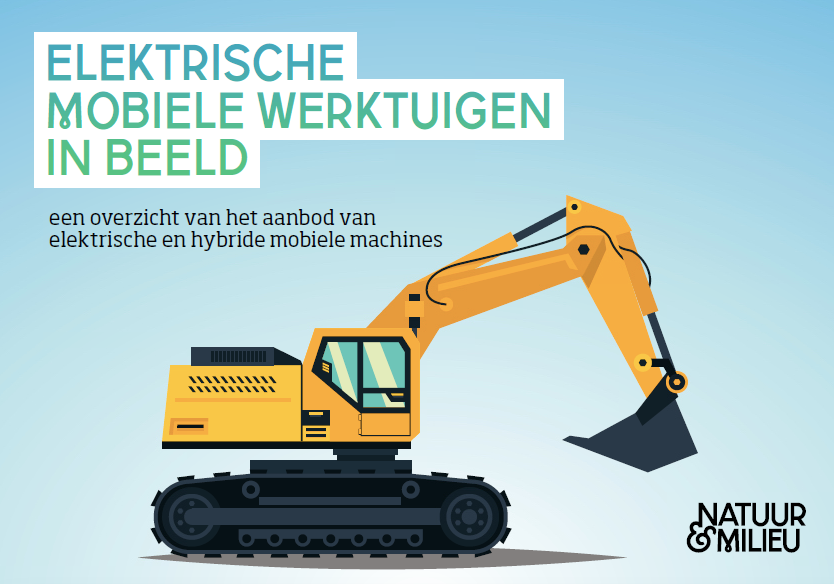 ELEKTRISCHE
MOBIELE WERKTUIGEN
IN BEELD
een overzicht van het aanbod van
elektrische en hybride mobiele machines
NATUUR
&MILIEU